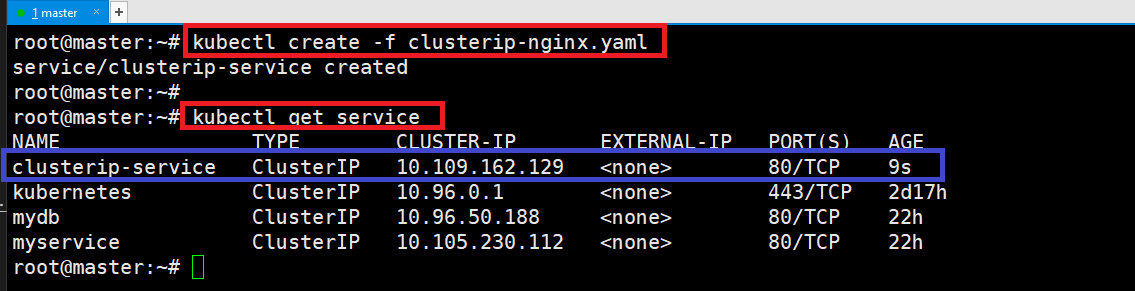 1 master × +
root@master:~# kubectl create -f clusterip-nginx.yaml
service/clusterip-service created
root@master:~#
root@master:~# kubectl get service
NAME TYPE CLUSTER-IP EXTERNAL-IP PORT(S) AGE
clusterip-service ClusterIP 10.109.162.129 <none> 80/TCP 9s
kubernetes ClusterIP 10.96.0.1 <none> 443/TCP 2d17h
mydb ClusterIP 10.96.50.188 <none> 80/TCP 22h
myservice ClusterIP 10.105.230.112 <none> 80/TCP 22h
root@master:~#